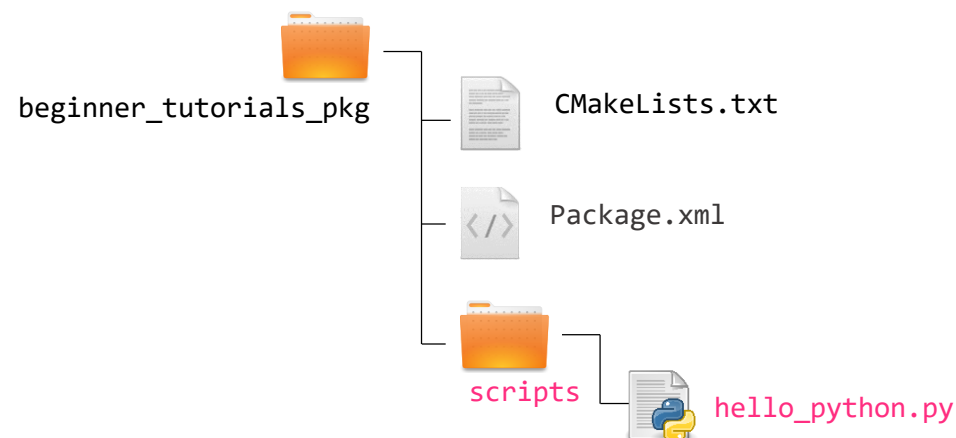 beginner_tutorials_pkg
CMakeLists.txt
Package.xml
scripts
hello_python.py